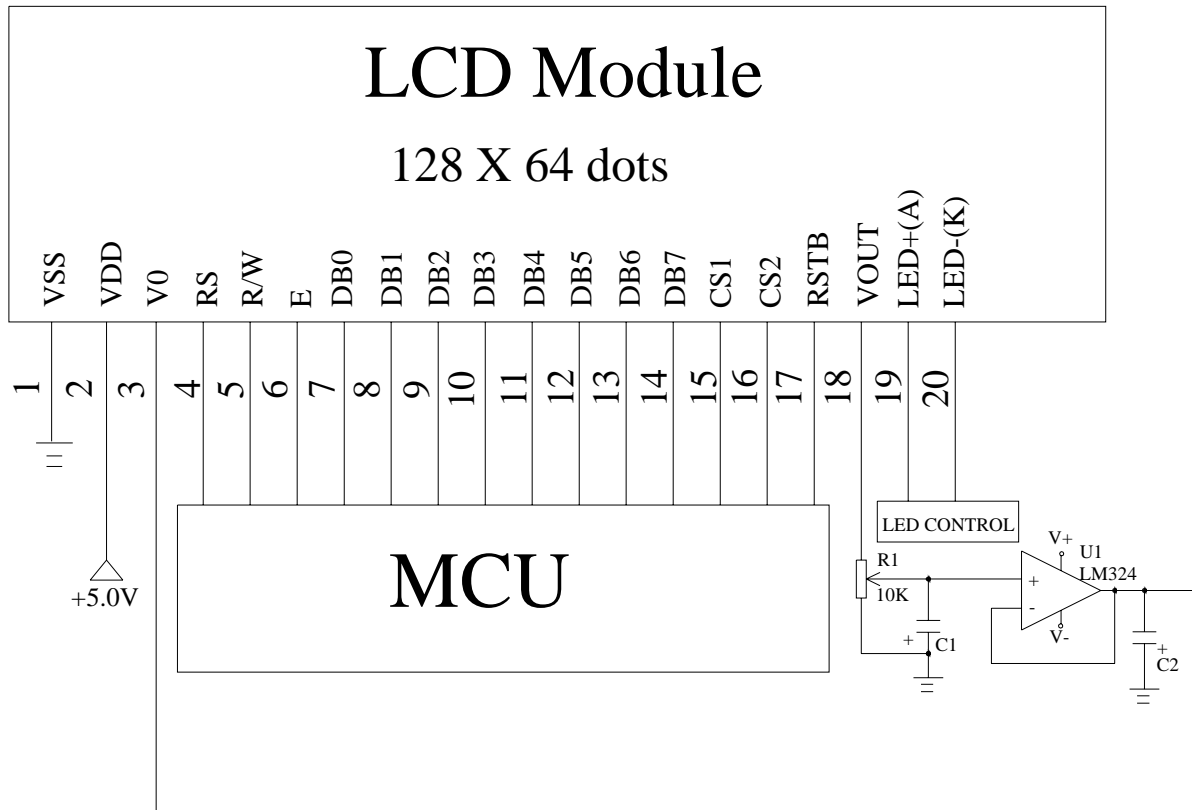 LCD Module
128 X 64 dots
VSS VDD V0 RS R/W E DB0 DB1 DB2 DB3 DB4 DB5 DB6 DB7 CS1 CS2 RSTB VOUT LED+(A) LED-(K)
1 2 3 4 5 6 7 8 9 10 11 12 13 14 15 16 17 18 19 20
LED CONTROL
MCU
+5.0V
R1
10K
+
C1
V+
U1
LM324
+
-
V-
+
C2